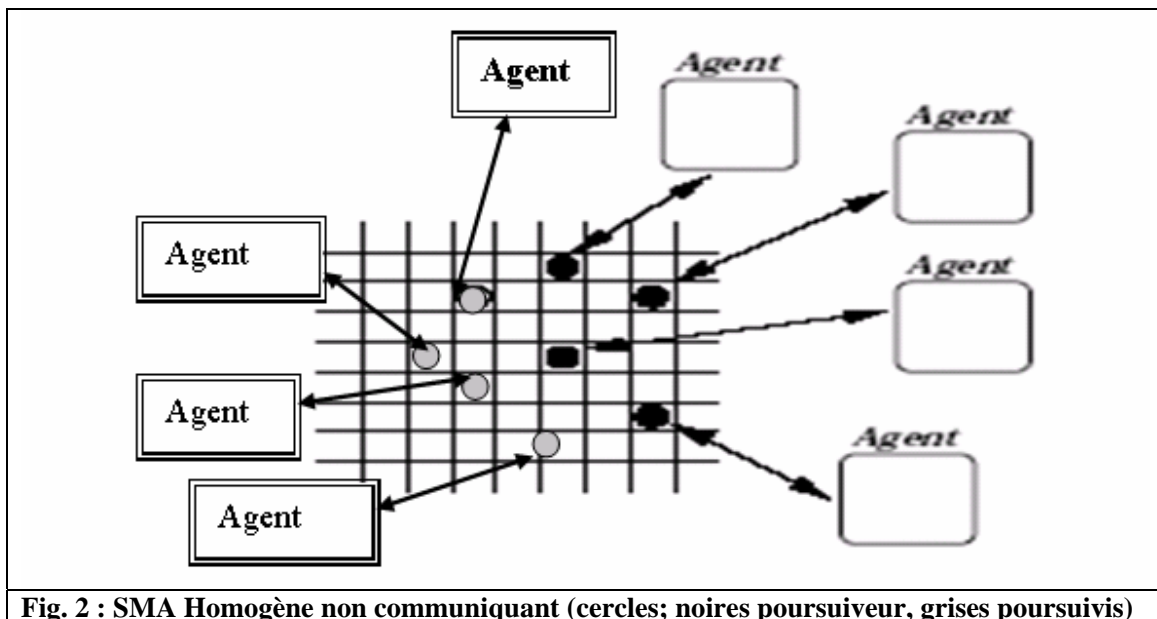 Agent
Agent
Agent
Agent
Agent
Agent
Agent
Agent
Fig. 2 : SMA Homogène non communiquant (cercles; noires poursuiveur, grises poursuivis)